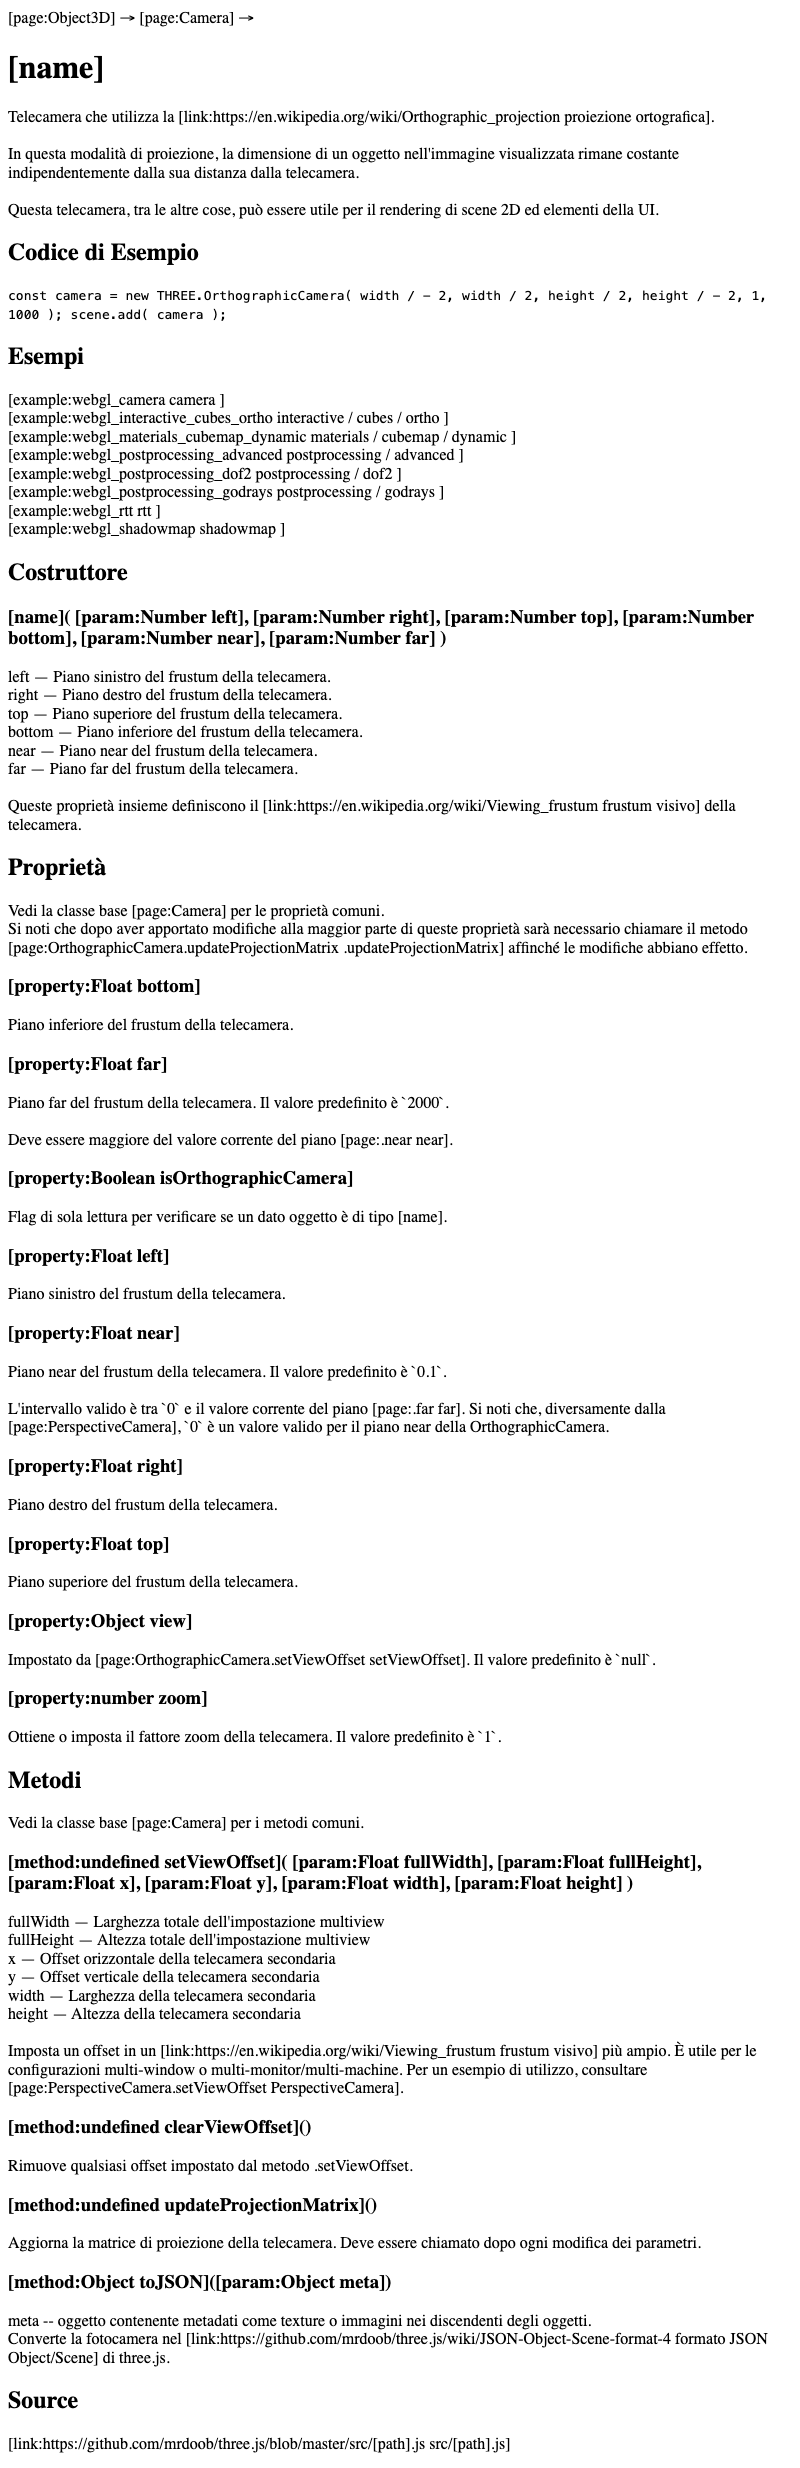 [page:Object3D] → [page:Camera] →
[name]
Telecamera che utilizza la [link:https://en.wikipedia.org/wiki/Orthographic_projection proiezione ortografica].
In questa modalità di proiezione, la dimensione di un oggetto nell'immagine visualizzata rimane costante
indipendentemente dalla sua distanza dalla telecamera.
Questa telecamera, tra le altre cose, può essere utile per il rendering di scene 2D ed elementi della UI.
Codice di Esempio
const camera = new THREE.OrthographicCamera( width / - 2, width / 2, height / 2, height / - 2, 1,
1000 ); scene.add( camera );
Esempi
[example:webgl_camera camera ]
[example:webgl_interactive_cubes_ortho interactive / cubes / ortho ]
[example:webgl_materials_cubemap_dynamic materials / cubemap / dynamic ]
[example:webgl_postprocessing_advanced postprocessing / advanced ]
[example:webgl_postprocessing_dof2 postprocessing / dof2 ]
[example:webgl_postprocessing_godrays postprocessing / godrays ]
[example:webgl_rtt rtt ]
[example:webgl_shadowmap shadowmap ]
Costruttore
[name]( [param:Number left], [param:Number right], [param:Number top], [param:Number
bottom], [param:Number near], [param:Number far] )
left — Piano sinistro del frustum della telecamera.
right — Piano destro del frustum della telecamera.
top — Piano superiore del frustum della telecamera.
bottom — Piano inferiore del frustum della telecamera.
near — Piano near del frustum della telecamera.
far — Piano far del frustum della telecamera.
Queste proprietà insieme definiscono il [link:https://en.wikipedia.org/wiki/Viewing_frustum frustum visivo] della
telecamera.
Proprietà
Vedi la classe base [page:Camera] per le proprietà comuni.
Si noti che dopo aver apportato modifiche alla maggior parte di queste proprietà sarà necessario chiamare il metodo
[page:OrthographicCamera.updateProjectionMatrix .updateProjectionMatrix] affinché le modifiche abbiano effetto.
[property:Float bottom]
Piano inferiore del frustum della telecamera.
[property:Float far]
Piano far del frustum della telecamera. Il valore predefinito è `2000`.
Deve essere maggiore del valore corrente del piano [page:.near near].
[property:Boolean isOrthographicCamera]
Flag di sola lettura per verificare se un dato oggetto è di tipo [name].
[property:Float left]
Piano sinistro del frustum della telecamera.
[property:Float near]
Piano near del frustum della telecamera. Il valore predefinito è `0.1`.
L'intervallo valido è tra `0` e il valore corrente del piano [page:.far far]. Si noti che, diversamente dalla
[page:PerspectiveCamera], `0` è un valore valido per il piano near della OrthographicCamera.
[property:Float right]
Piano destro del frustum della telecamera.
[property:Float top]
Piano superiore del frustum della telecamera.
[property:Object view]
Impostato da [page:OrthographicCamera.setViewOffset setViewOffset]. Il valore predefinito è `null`.
[property:number zoom]
Ottiene o imposta il fattore zoom della telecamera. Il valore predefinito è `1`.
Metodi
Vedi la classe base [page:Camera] per i metodi comuni.
[method:undefined setViewOffset]( [param:Float fullWidth], [param:Float fullHeight],
[param:Float x], [param:Float y], [param:Float width], [param:Float height] )
fullWidth — Larghezza totale dell'impostazione multiview
fullHeight — Altezza totale dell'impostazione multiview
x — Offset orizzontale della telecamera secondaria
y — Offset verticale della telecamera secondaria
width — Larghezza della telecamera secondaria
height — Altezza della telecamera secondaria
Imposta un offset in un [link:https://en.wikipedia.org/wiki/Viewing_frustum frustum visivo] più ampio. È utile per le
configurazioni multi-window o multi-monitor/multi-machine. Per un esempio di utilizzo, consultare
[page:PerspectiveCamera.setViewOffset PerspectiveCamera].
[method:undefined clearViewOffset]()
Rimuove qualsiasi offset impostato dal metodo .setViewOffset.
[method:undefined updateProjectionMatrix]()
Aggiorna la matrice di proiezione della telecamera. Deve essere chiamato dopo ogni modifica dei parametri.
[method:Object toJSON]([param:Object meta])
meta -- oggetto contenente metadati come texture o immagini nei discendenti degli oggetti.
Converte la fotocamera nel [link:https://github.com/mrdoob/three.js/wiki/JSON-Object-Scene-format-4 formato JSON
Object/Scene] di three.js.
Source
[link:https://github.com/mrdoob/three.js/blob/master/src/[path].js src/[path].js]